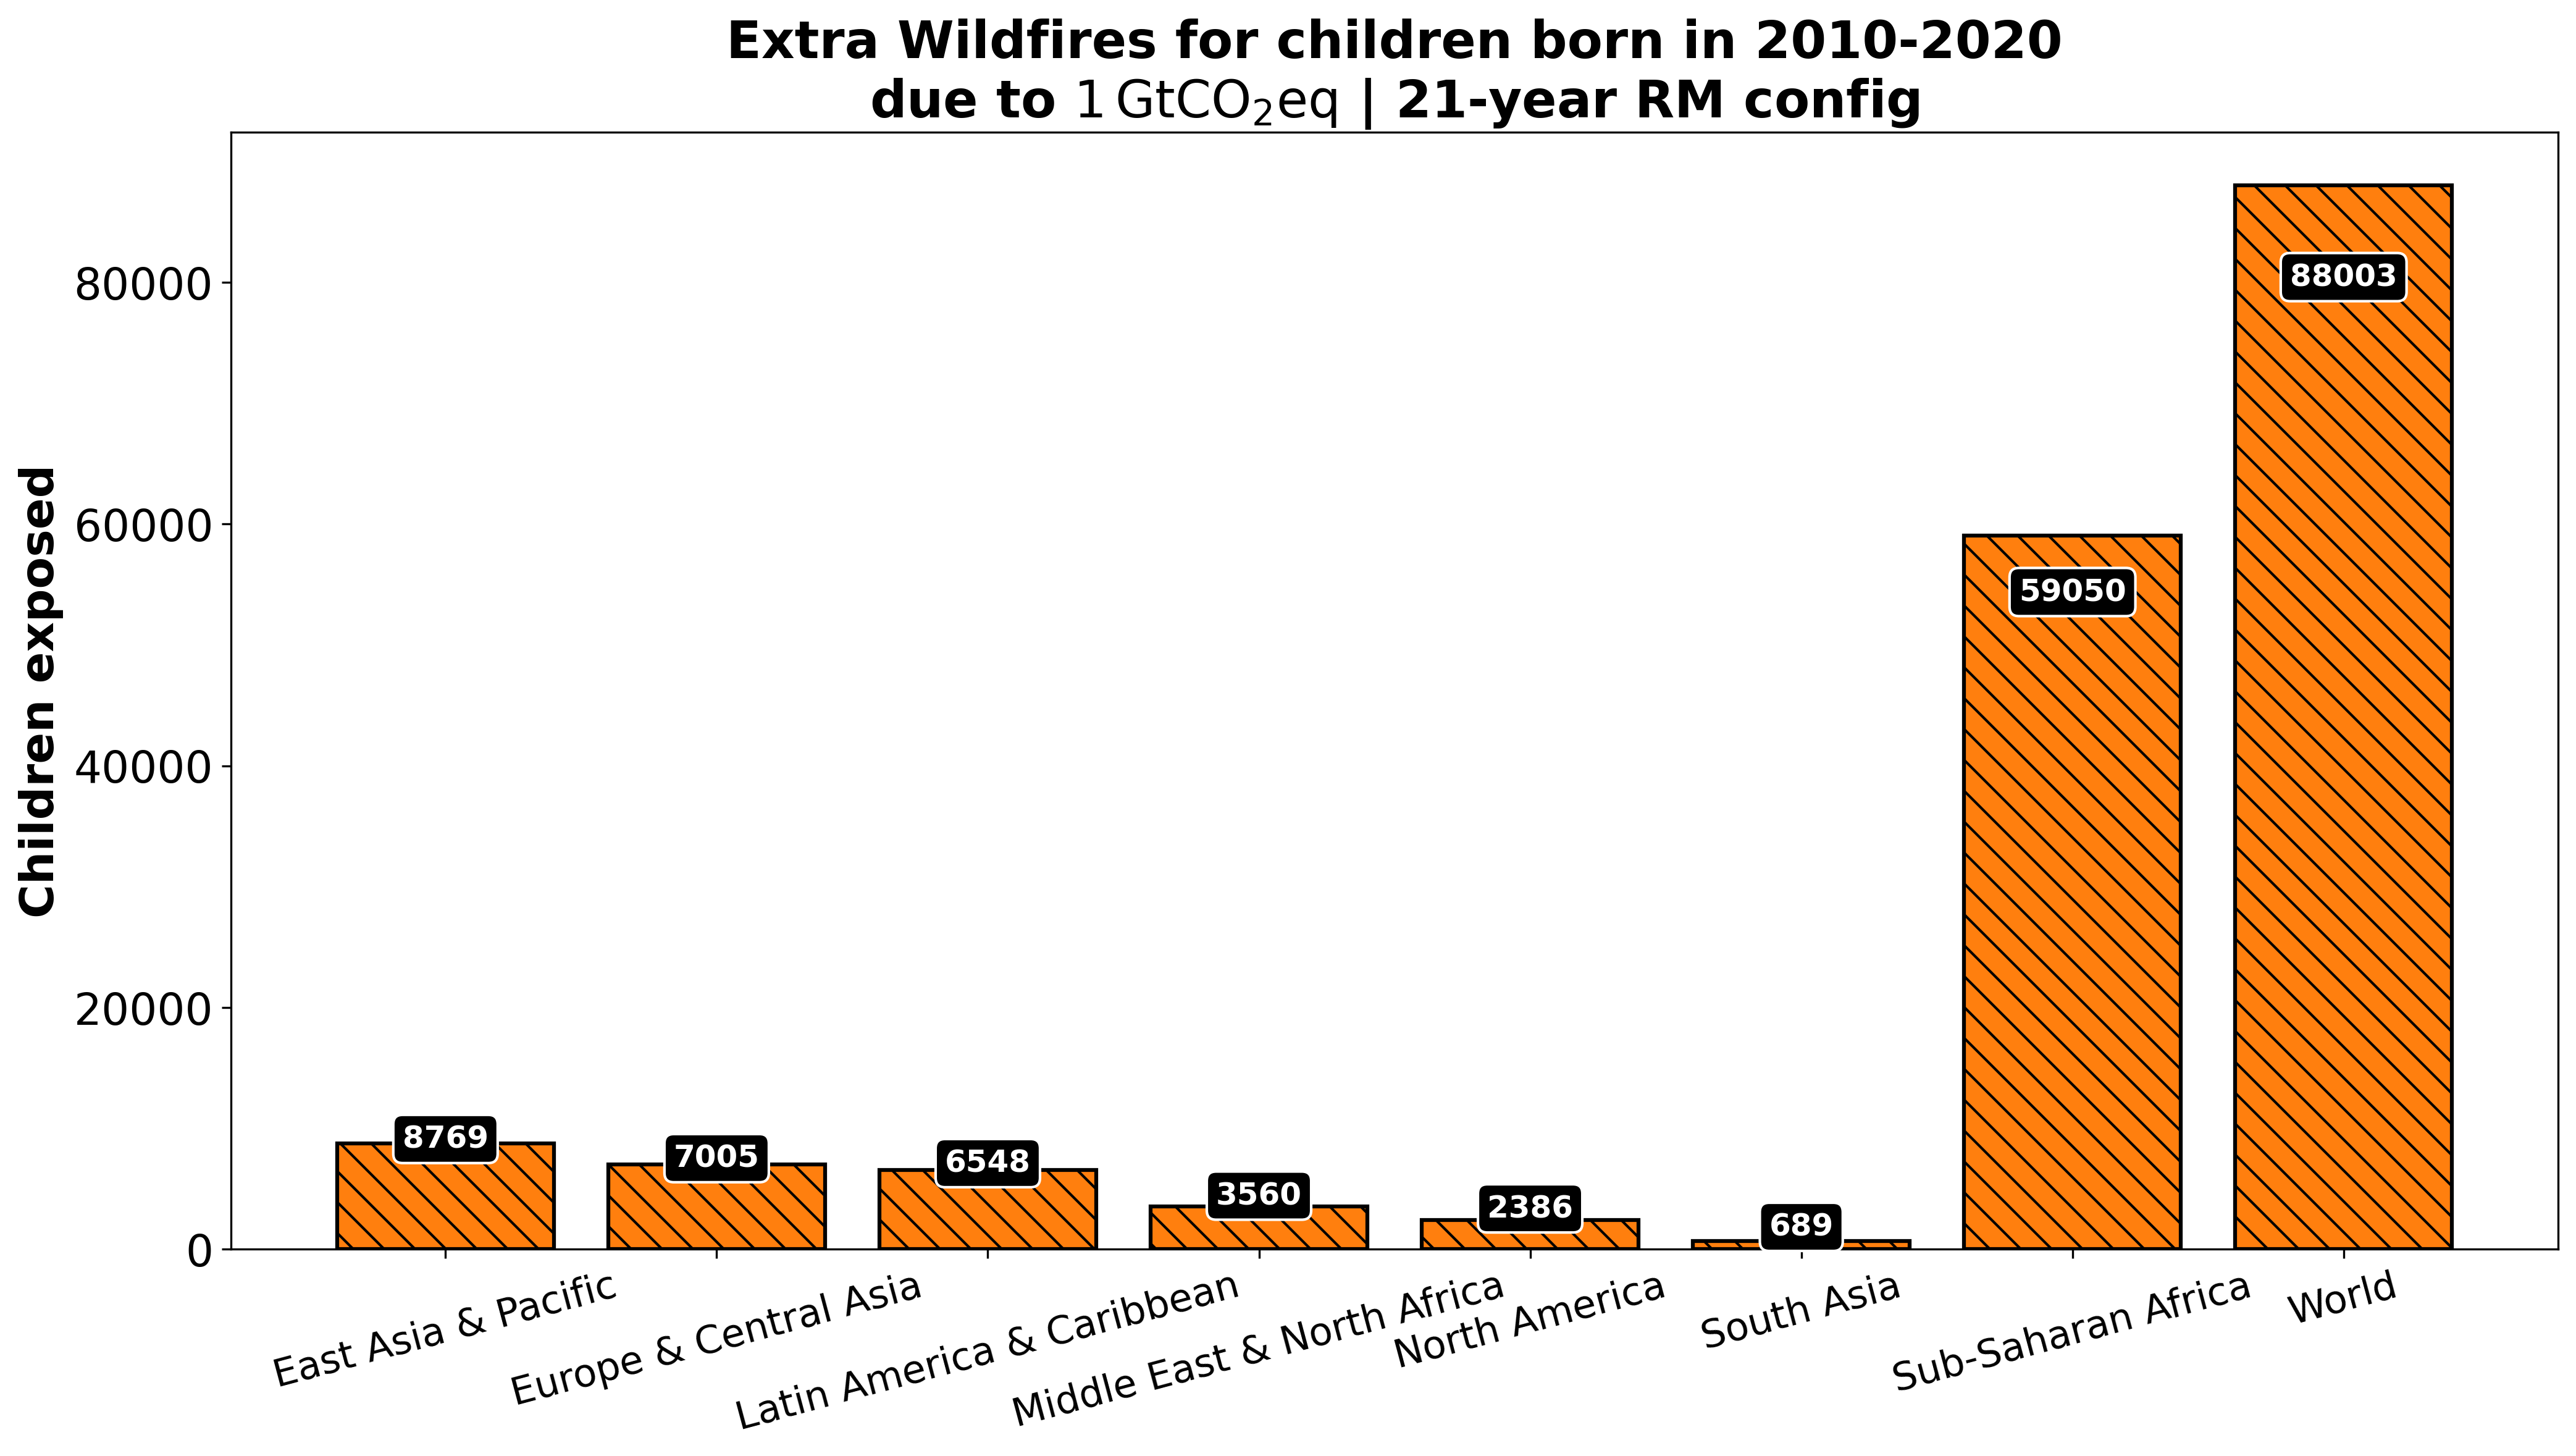 Extra Wildfires for children born in 2010-2020
due to 1 GtCO₂eq | 21-year RM config
Children exposed
80000
60000
40000
20000
0
8769
7005
6548
3560
2386
689
59050
88003
East Asia & Pacific
Europe & Central Asia
Latin America & Caribbean
Middle East & North Africa
North America
South Asia
Sub-Saharan Africa
World